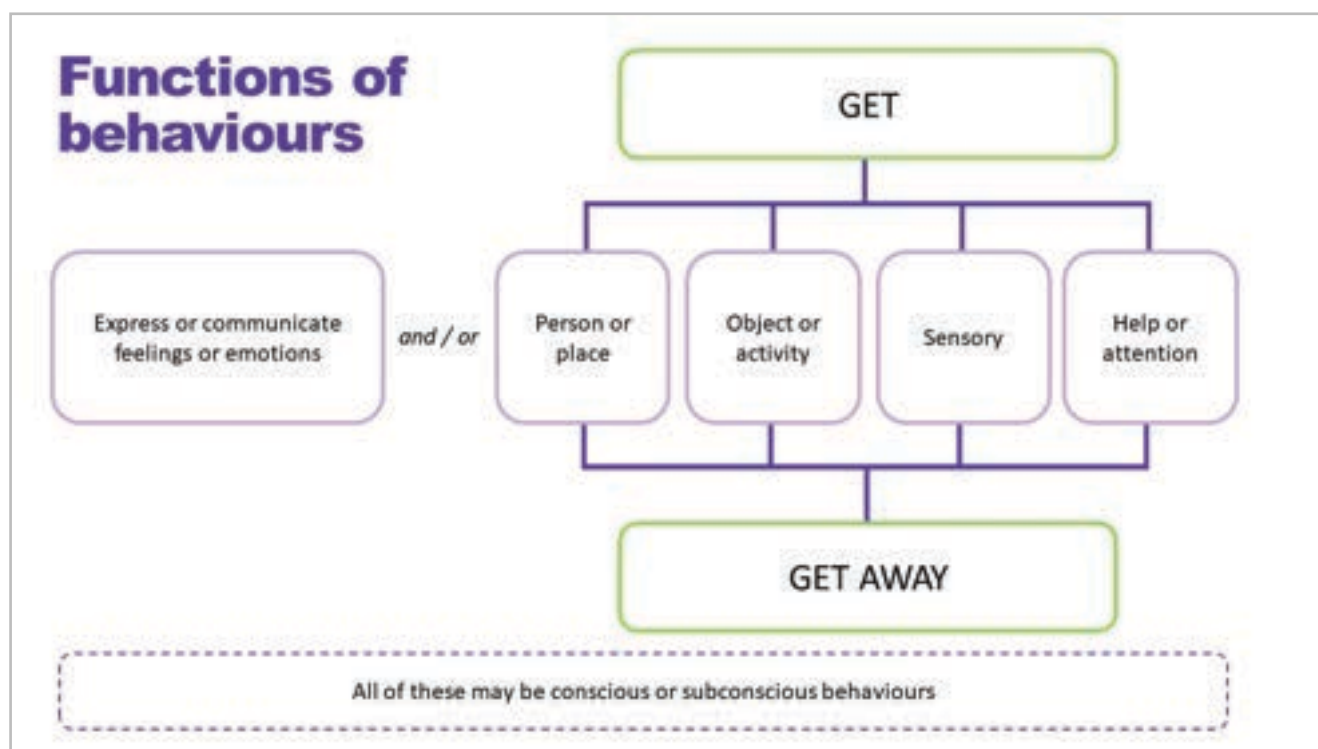 Functions of
behaviours
GET
Express or communicate
feelings or emotions
and / or
Person or
place
Object or
activity
Sensory
Help or
attention
GET AWAY
All of these may be conscious or subconscious behaviours